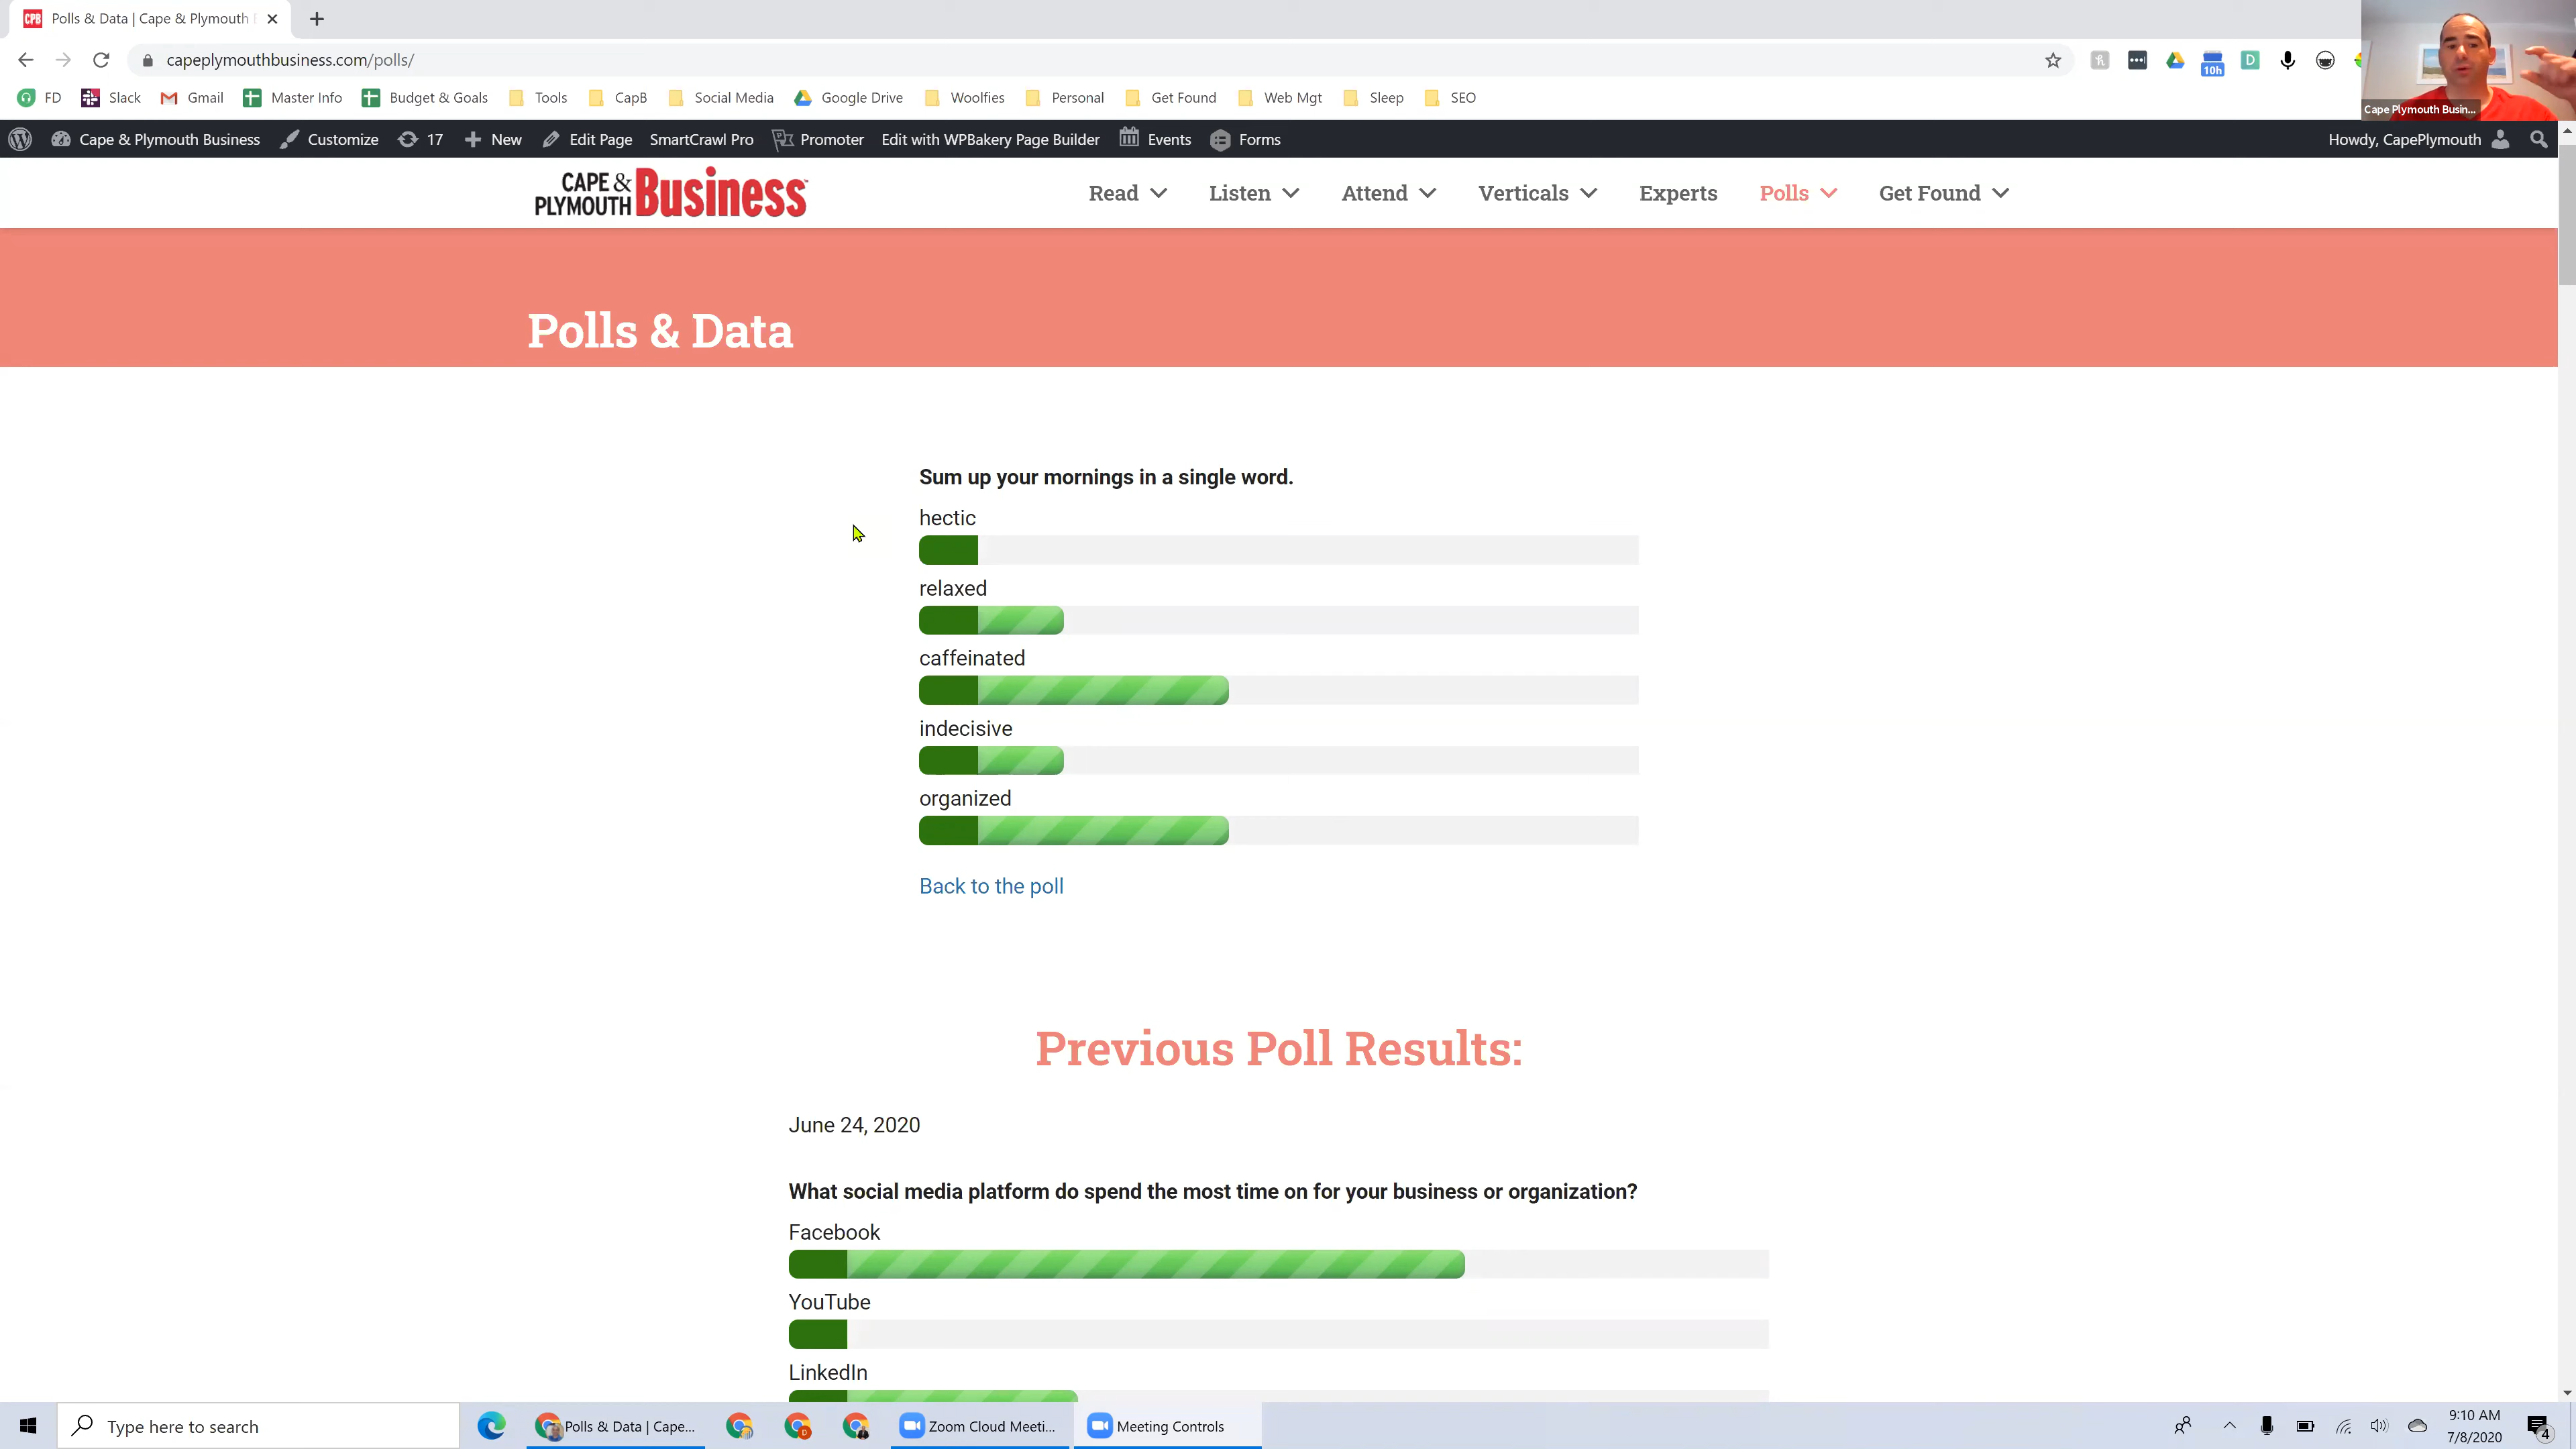 CPB Polls & Data | Cape & Plymouth
capeplymouthbusiness.com/polls/
10h
D
FD Slack Gmail Master Info Budget & Goals Tools CapB Social Media Google Drive Woolfies Personal Get Found Web Mgt Sleep SEO
Cape Plymouth Busin...
Cape & Plymouth Business Customize 17 New Edit Page SmartCrawl Pro Promoter Edit with WPBakery Page Builder Events Forms Howdy, CapePlymouth
CAPE & PLYMOUTH Business
Read Listen Attend Verticals Experts Polls Get Found
Polls & Data
Sum up your mornings in a single word.
hectic
relaxed
caffeinated
indecisive
organized
Back to the poll
Previous Poll Results:
June 24, 2020
What social media platform do spend the most time on for your business or organization?
Facebook
YouTube
LinkedIn
Type here to search Polls & Data | Cape... D Zoom Cloud Meeti... Meeting Controls
9:10 AM
7/8/2020
4